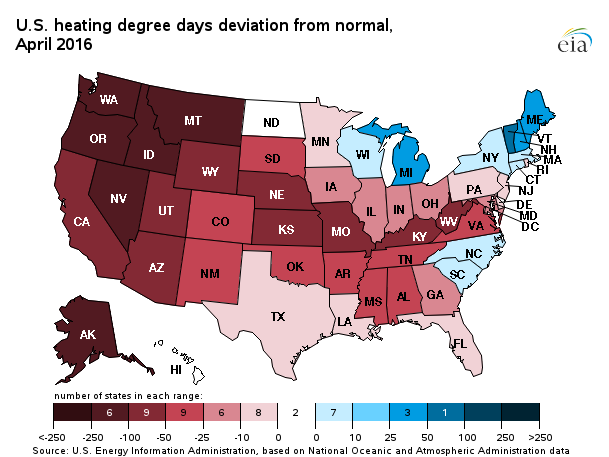 U.S. heating degree days deviation from normal,
April 2016
eia
WA
MT
ND
MN
ME
OR
ID
WY
SD
WI
MI
NY
VT
NH
MA
RI
CT
NJ
DE
MD
DC
NV
UT
CO
NE
IA
IL
IN
OH
PA
CA
KS
MO
KY
WV
VA
AZ
NM
OK
AR
TN
NC
SC
TX
LA
MS
AL
GA
FL
AK
HI
number of states in each range:
6 9 9 6 8 2 7 3 1
<-250 -250 -100 -50 -25 -10 0 0 10 25 50 100 250 >250
Source: U.S. Energy Information Administration, based on National Oceanic and Atmospheric Administration data